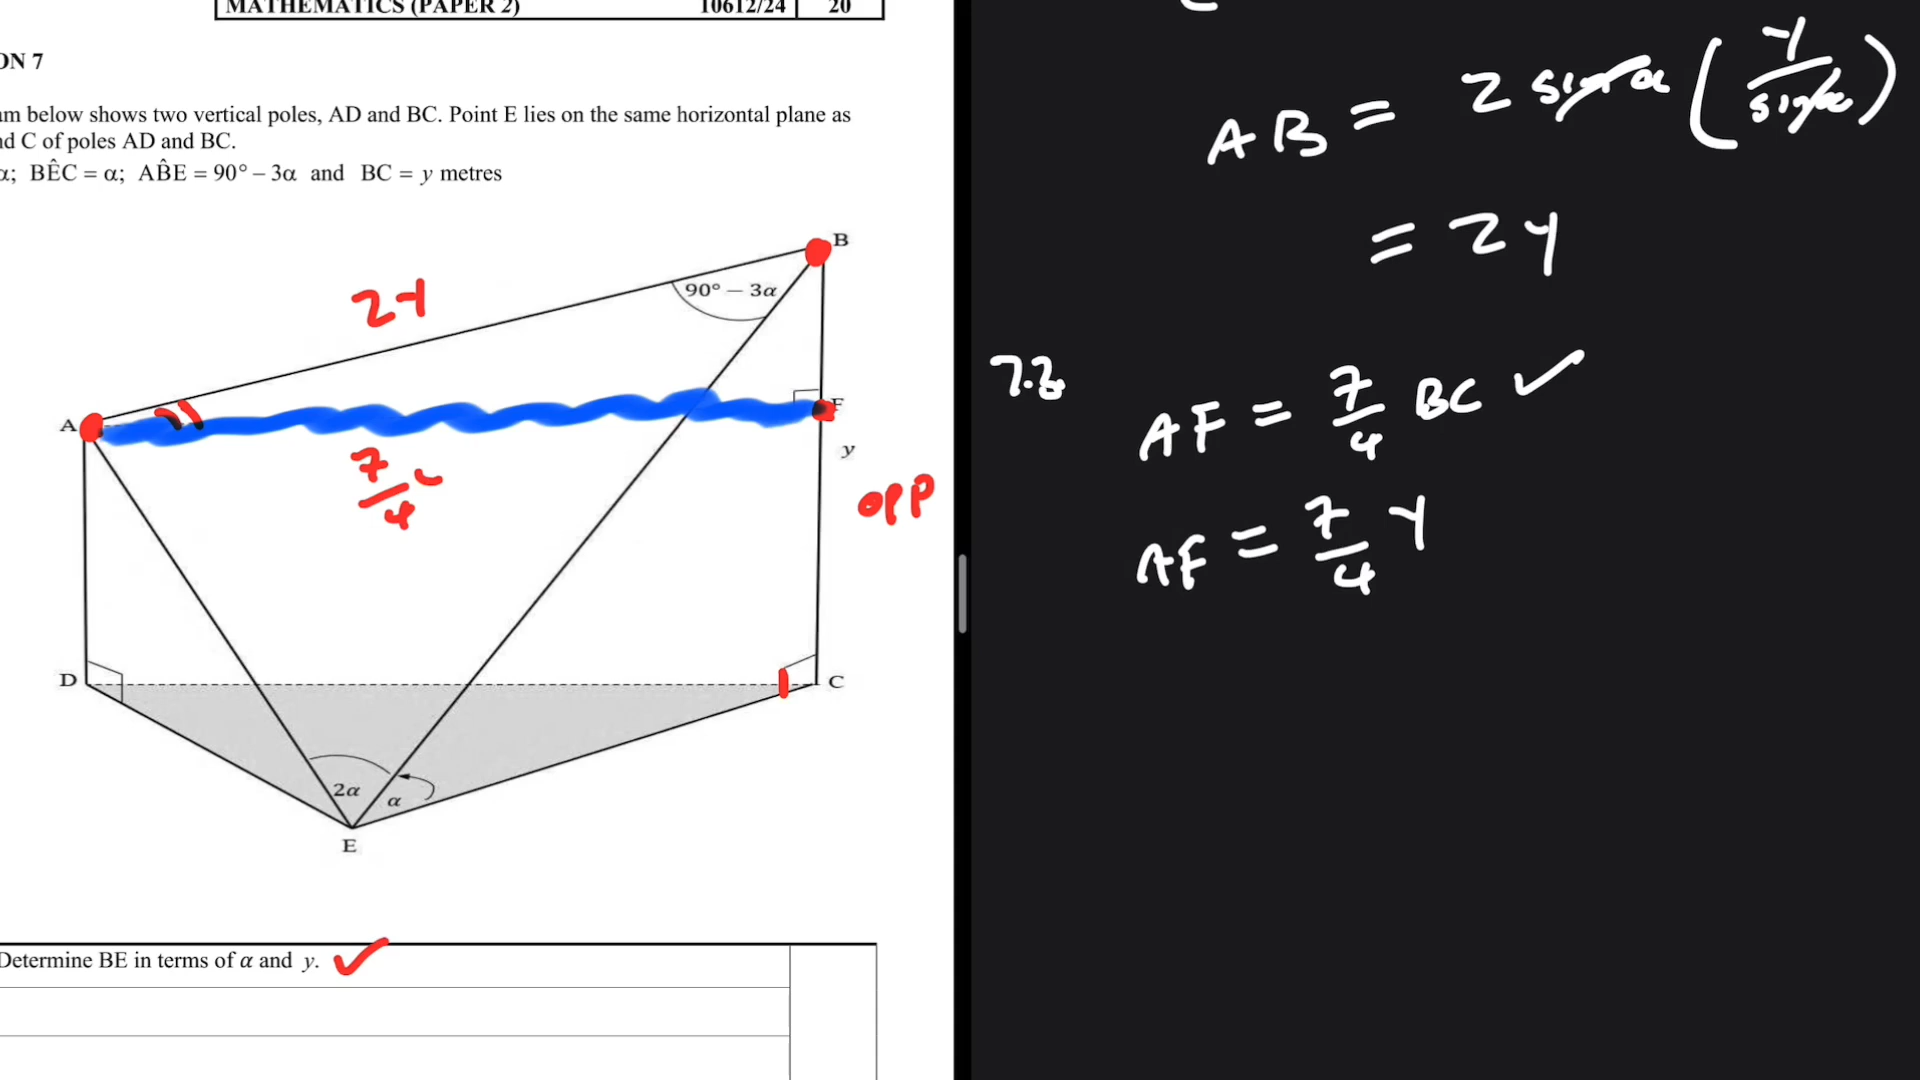 MATHEMATICS (PAPER 2) 10612/24 20
ON 7
am below shows two vertical poles, AD and BC. Point E lies on the same horizontal plane as
nd C of poles AD and BC.
α; BÊC = α; AB̂E = 90° – 3α and BC = y metres
B
90° – 3α
2y
A
F
7/4
y
opp
D
C
2α
α
E
Determine BE in terms of α and y.
AB = 2 sin α (y / sin α)
= 2y
7.3
AF = 7/4 BC ✓
AF = 7/4 y